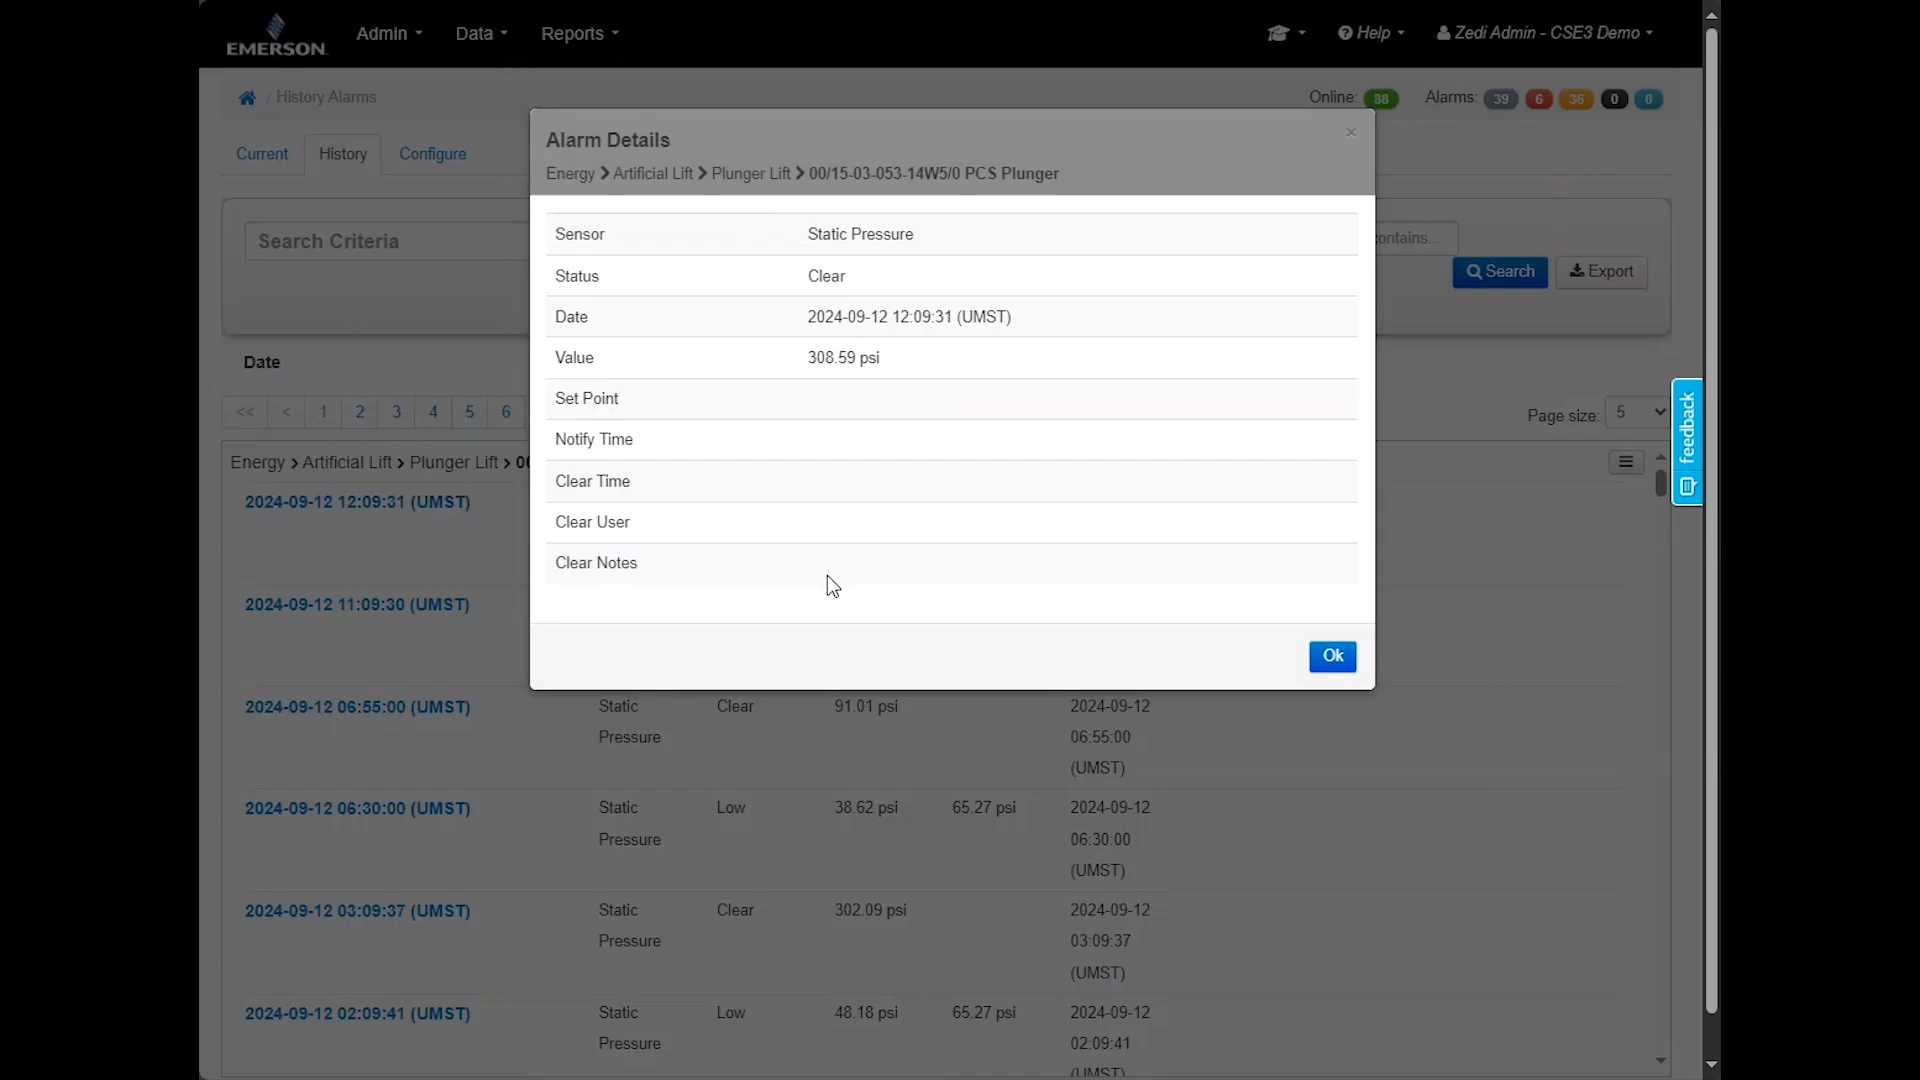 EMERSON
Admin
Data
Reports
Help
Zedi Admin - CSE3 Demo
/ History Alarms
Online: 88
Alarms: 39 6 36 0 0
Current
History
Configure
Search Criteria
contains...
Search
Export
Date
<< < 1 2 3 4 5 6
Page size: 5
Energy > Artificial Lift > Plunger Lift > 00
2024-09-12 12:09:31 (UMST)
2024-09-12 11:09:30 (UMST)
Alarm Details
×
Energy > Artificial Lift > Plunger Lift > 00/15-03-053-14W5/0 PCS Plunger
Sensor Static Pressure
Status Clear
Date 2024-09-12 12:09:31 (UMST)
Value 308.59 psi
Set Point
Notify Time
Clear Time
Clear User
Clear Notes
Ok
feedback
2024-09-12 06:55:00 (UMST) Static Clear 91.01 psi 2024-09-12
Pressure 06:55:00
(UMST)
2024-09-12 06:30:00 (UMST) Static Low 38.62 psi 65.27 psi 2024-09-12
Pressure 06:30:00
(UMST)
2024-09-12 03:09:37 (UMST) Static Clear 302.09 psi 2024-09-12
Pressure 03:09:37
(UMST)
2024-09-12 02:09:41 (UMST) Static Low 48.18 psi 65.27 psi 2024-09-12
Pressure 02:09:41
(UMST)